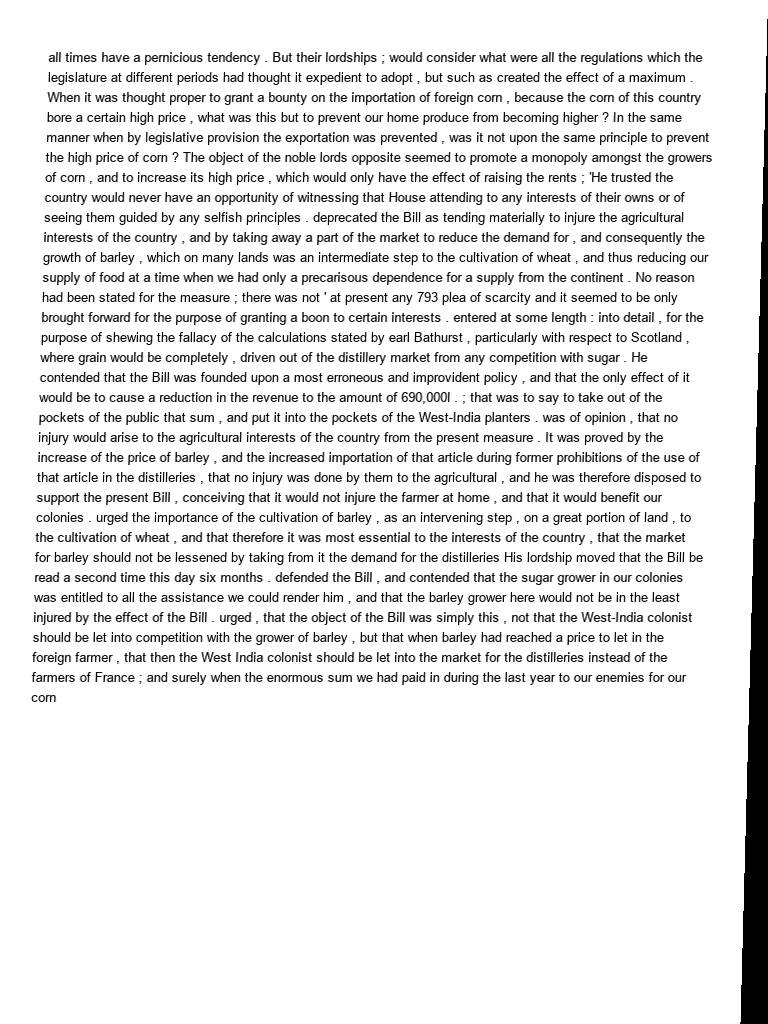 all times have a pernicious tendency . But their lordships ; would consider what were all the regulations which the
legislature at different periods had thought it expedient to adopt , but such as created the effect of a maximum .
When it was thought proper to grant a bounty on the importation of foreign corn , because the corn of this country
bore a certain high price , what was this but to prevent our home produce from becoming higher ? In the same
manner when by legislative provision the exportation was prevented , was it not upon the same principle to prevent
the high price of corn ? The object of the noble lords opposite seemed to promote a monopoly amongst the growers
of corn , and to increase its high price , which would only have the effect of raising the rents ; 'He trusted the
country would never have an opportunity of witnessing that House attending to any interests of their owns or of
seeing them guided by any selfish principles . deprecated the Bill as tending materially to injure the agricultural
interests of the country , and by taking away a part of the market to reduce the demand for , and consequently the
growth of barley , which on many lands was an intermediate step to the cultivation of wheat , and thus reducing our
supply of food at a time when we had only a precarisous dependence for a supply from the continent . No reason
had been stated for the measure ; there was not ' at present any 793 plea of scarcity and it seemed to be only
brought forward for the purpose of granting a boon to certain interests . entered at some length : into detail , for the
purpose of shewing the fallacy of the calculations stated by earl Bathurst , particularly with respect to Scotland ,
where grain would be completely , driven out of the distillery market from any competition with sugar . He
contended that the Bill was founded upon a most erroneous and improvident policy , and that the only effect of it
would be to cause a reduction in the revenue to the amount of 690,000l . ; that was to say to take out of the
pockets of the public that sum , and put it into the pockets of the West-India planters . was of opinion , that no
injury would arise to the agricultural interests of the country from the present measure . It was proved by the
increase of the price of barley , and the increased importation of that article during former prohibitions of the use of
that article in the distilleries , that no injury was done by them to the agricultural , and he was therefore disposed to
support the present Bill , conceiving that it would not injure the farmer at home , and that it would benefit our
colonies . urged the importance of the cultivation of barley , as an intervening step , on a great portion of land , to
the cultivation of wheat , and that therefore it was most essential to the interests of the country , that the market
for barley should not be lessened by taking from it the demand for the distilleries His lordship moved that the Bill be
read a second time this day six months . defended the Bill , and contended that the sugar grower in our colonies
was entitled to all the assistance we could render him , and that the barley grower here would not be in the least
injured by the effect of the Bill . urged , that the object of the Bill was simply this , not that the West-India colonist
should be let into competition with the grower of barley , but that when barley had reached a price to let in the
foreign farmer , that then the West India colonist should be let into the market for the distilleries instead of the
farmers of France ; and surely when the enormous sum we had paid in during the last year to our enemies for our
corn